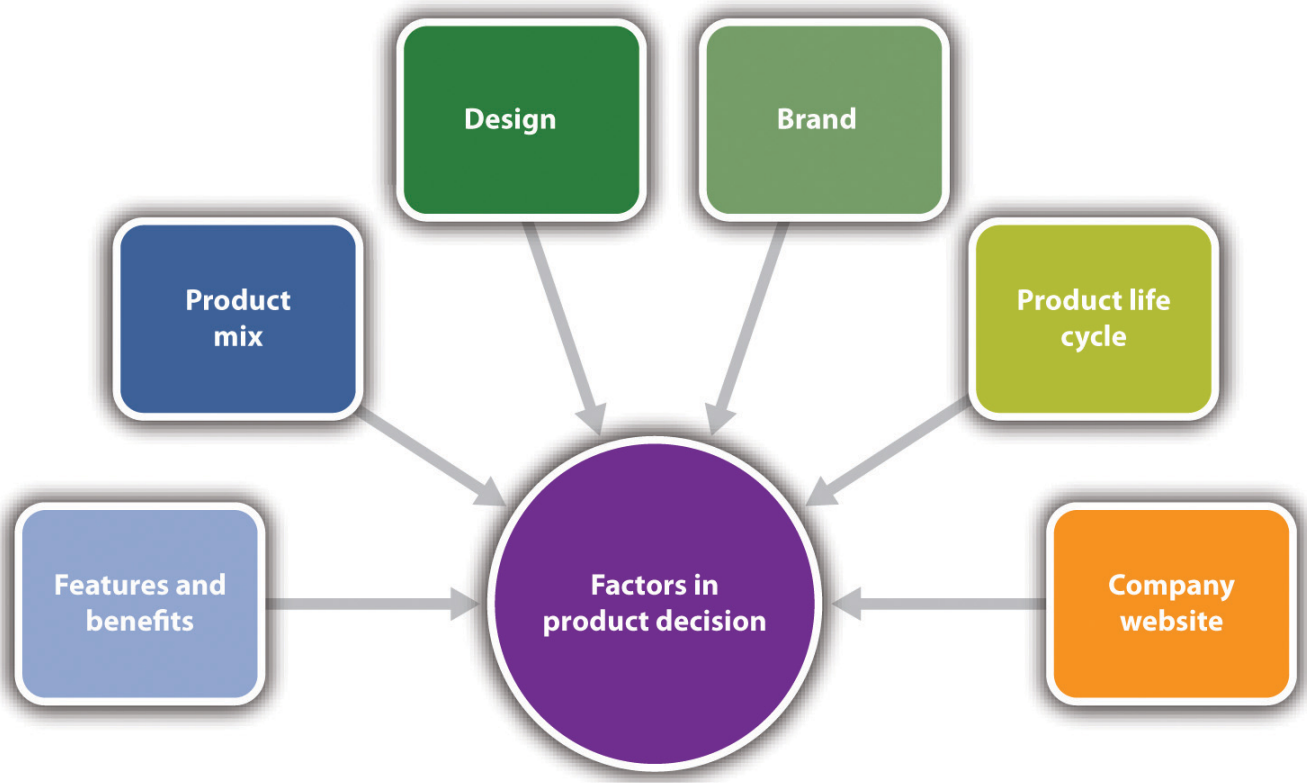 Design
Brand
Product
mix
Product life
cycle
Features and
benefits
Factors in
product decision
Company
website